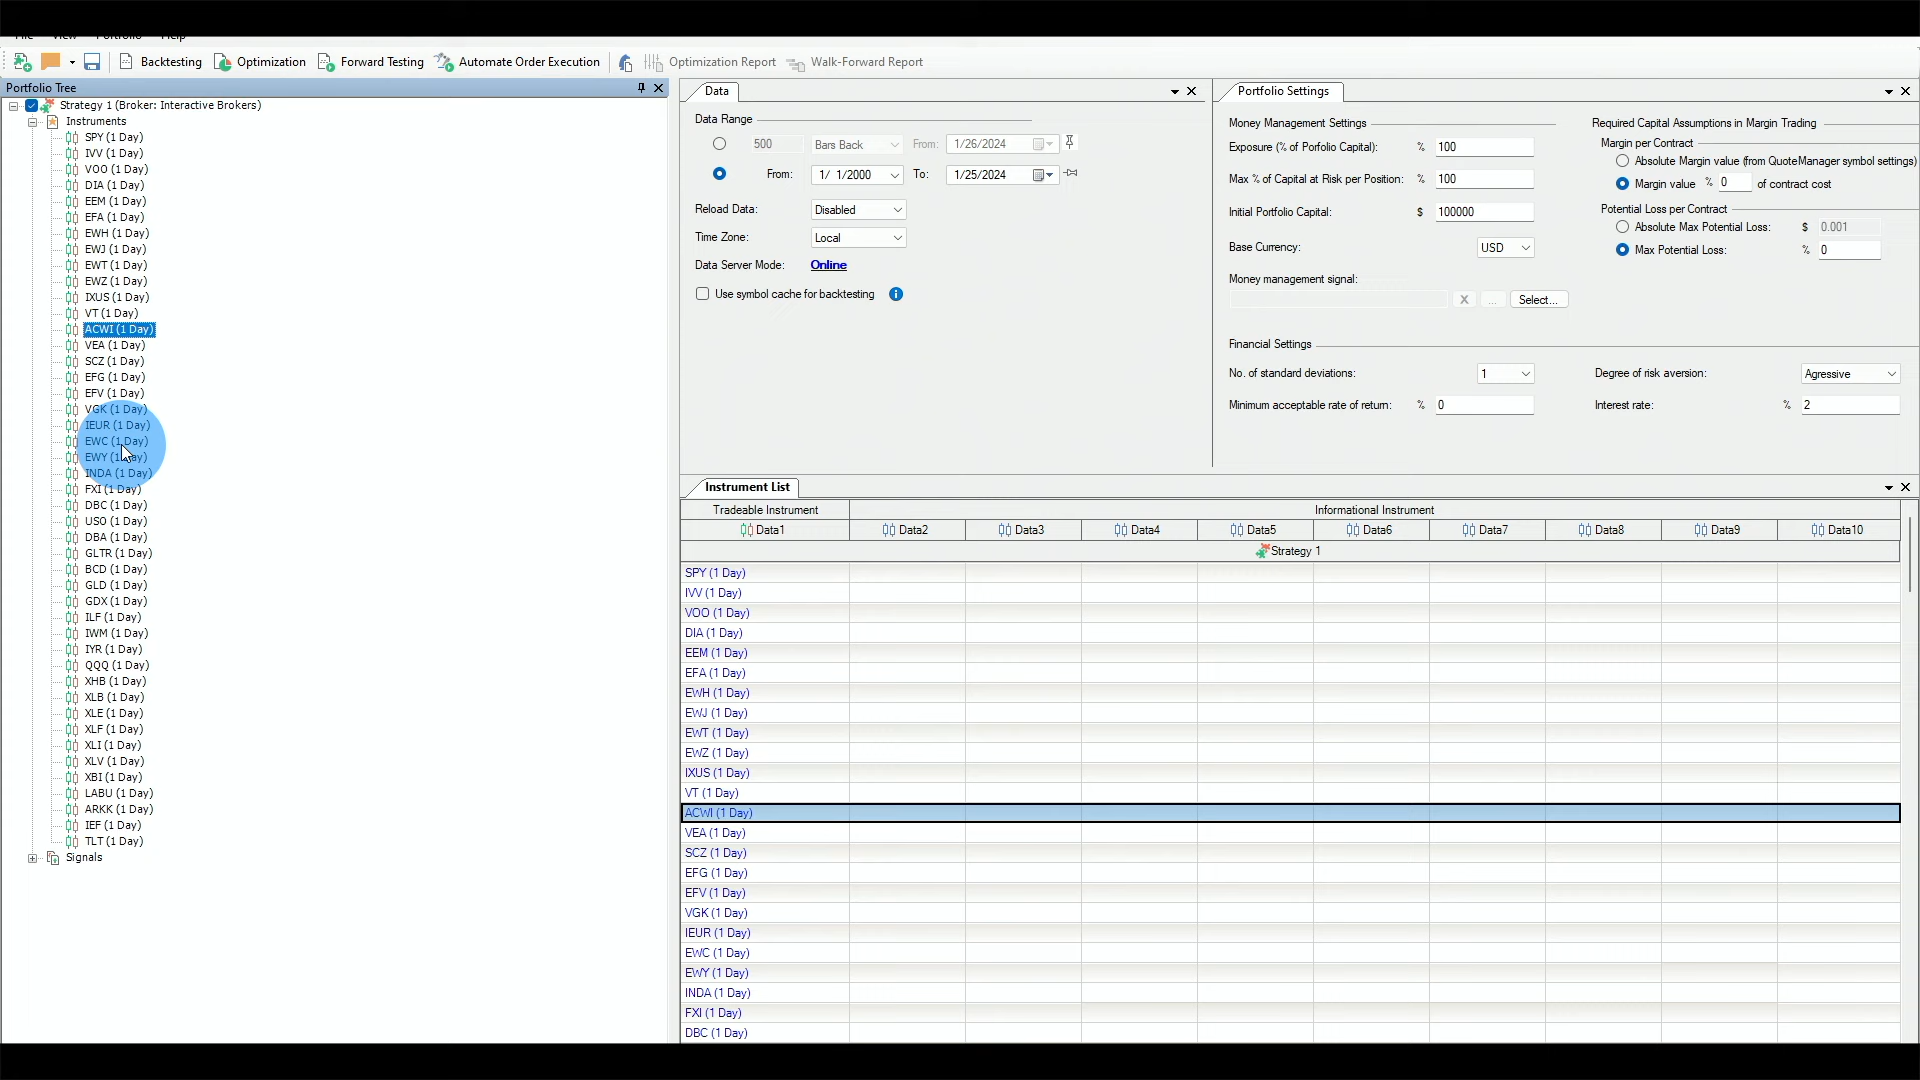 File View Portfolio Help
Backtesting Optimization Forward Testing Automate Order Execution Optimization Report Walk-Forward Report
Portfolio Tree
Strategy 1 (Broker: Interactive Brokers)
Instruments
SPY (1 Day)
IVV (1 Day)
VOO (1 Day)
DIA (1 Day)
EEM (1 Day)
EFA (1 Day)
EWH (1 Day)
EWJ (1 Day)
EWT (1 Day)
EWZ (1 Day)
IXUS (1 Day)
VT (1 Day)
ACWI (1 Day)
VEA (1 Day)
SCZ (1 Day)
EFG (1 Day)
EFV (1 Day)
VGK (1 Day)
IEUR (1 Day)
EWC (1 Day)
EWY (1 Day)
INDA (1 Day)
FXI (1 Day)
DBC (1 Day)
USO (1 Day)
DBA (1 Day)
GLTR (1 Day)
BCD (1 Day)
GLD (1 Day)
GDX (1 Day)
ILF (1 Day)
IWM (1 Day)
IYR (1 Day)
QQQ (1 Day)
XHB (1 Day)
XLB (1 Day)
XLE (1 Day)
XLF (1 Day)
XLI (1 Day)
XLV (1 Day)
XBI (1 Day)
LABU (1 Day)
ARKK (1 Day)
IEF (1 Day)
TLT (1 Day)
Signals
Data
Data Range
500 Bars Back From: 1/26/2024
From: 1/ 1/2000 To: 1/25/2024
Reload Data: Disabled
Time Zone: Local
Data Server Mode: Online
Use symbol cache for backtesting
Portfolio Settings
Money Management Settings
Exposure (% of Porfolio Capital): % 100
Max % of Capital at Risk per Position: % 100
Initial Portfolio Capital: $ 100000
Base Currency: USD
Money management signal:
X ... Select...
Required Capital Assumptions in Margin Trading
Margin per Contract
Absolute Margin value (from QuoteManager symbol settings)
Margin value % 0 of contract cost
Potential Loss per Contract
Absolute Max Potential Loss: $ 0.001
Max Potential Loss: % 0
Financial Settings
No. of standard deviations: 1 Degree of risk aversion: Agressive
Minimum acceptable rate of return: % 0 Interest rate: % 2
Instrument List
Tradeable Instrument Informational Instrument
Data1 Data2 Data3 Data4 Data5 Data6 Data7 Data8 Data9 Data10
Strategy 1
SPY (1 Day)
IVV (1 Day)
VOO (1 Day)
DIA (1 Day)
EEM (1 Day)
EFA (1 Day)
EWH (1 Day)
EWJ (1 Day)
EWT (1 Day)
EWZ (1 Day)
IXUS (1 Day)
VT (1 Day)
ACWI (1 Day)
VEA (1 Day)
SCZ (1 Day)
EFG (1 Day)
EFV (1 Day)
VGK (1 Day)
IEUR (1 Day)
EWC (1 Day)
EWY (1 Day)
INDA (1 Day)
FXI (1 Day)
DBC (1 Day)